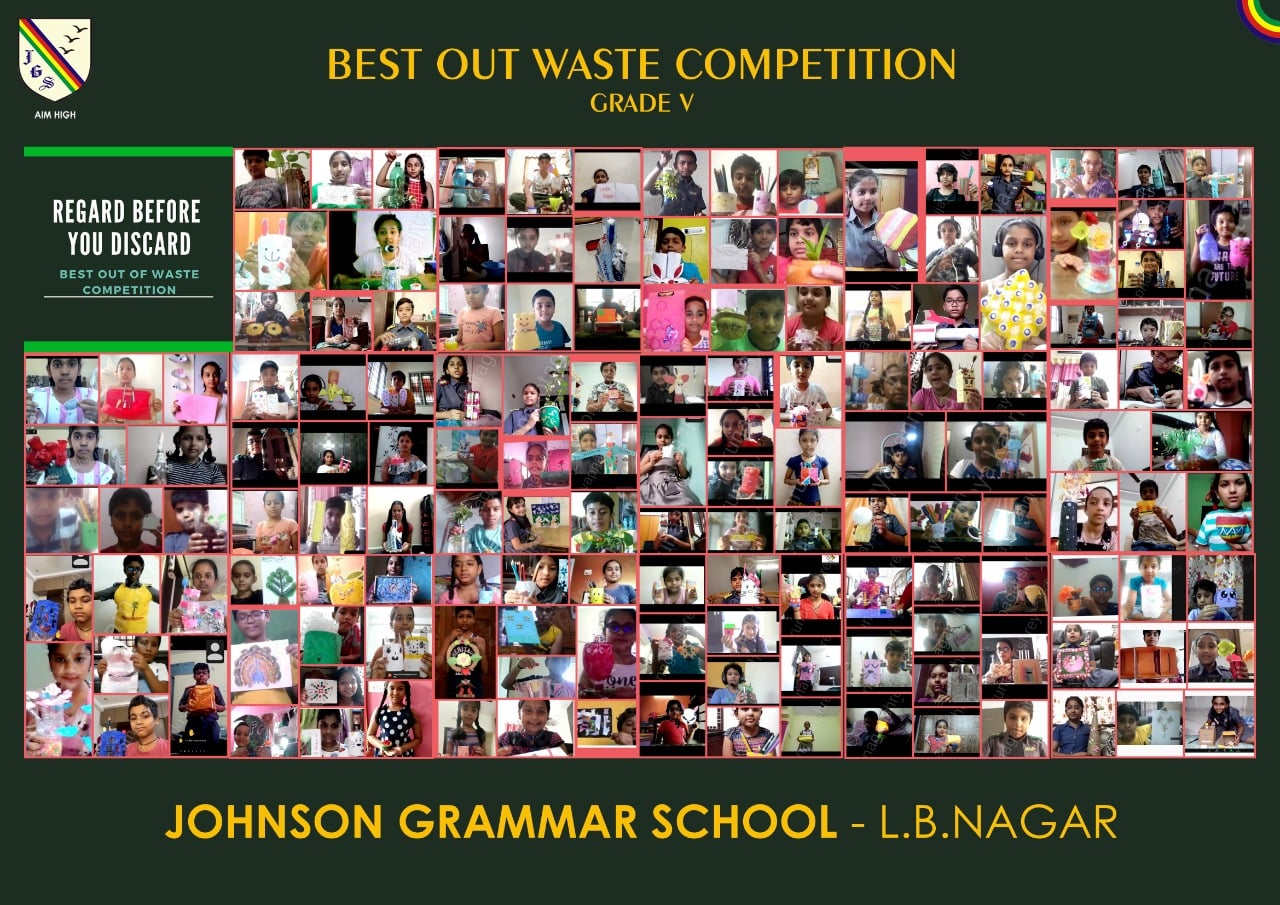 JGS
AIM HIGH
BEST OUT WASTE COMPETITION
GRADE V
REGARD BEFORE
YOU DISCARD
BEST OUT OF WASTE
COMPETITION
JOHNSON GRAMMAR SCHOOL - L.B.NAGAR